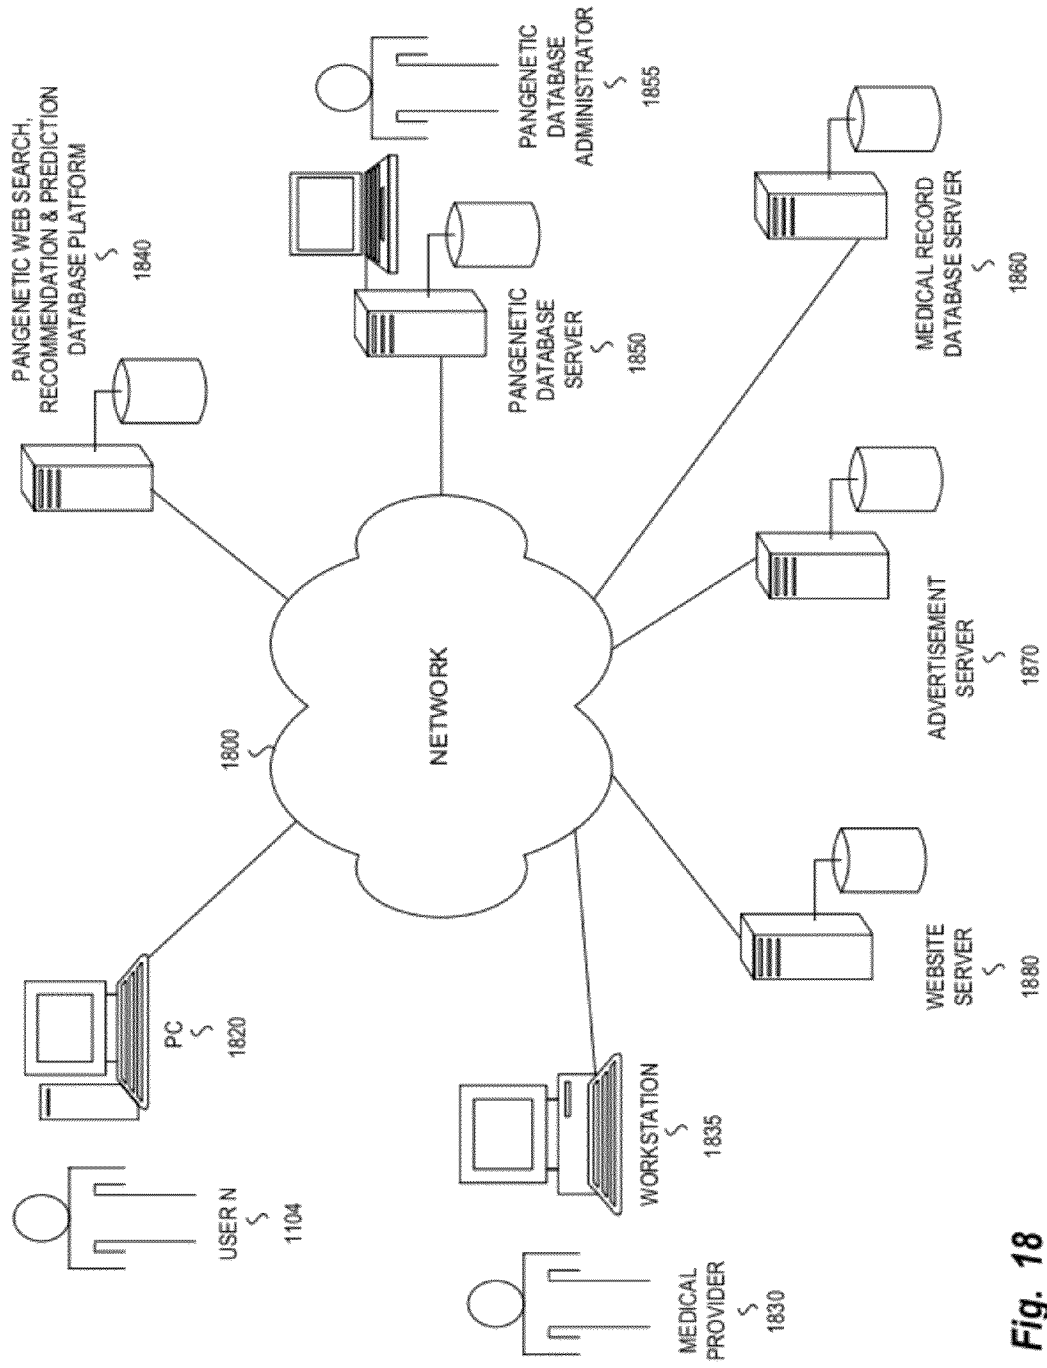 PANGENETIC WEB SEARCH,
RECOMMENDATION & PREDICTION
DATABASE PLATFORM
1840
USER N
1104
PC
1820
1800
NETWORK
PANGENETIC
DATABASE
SERVER
1850
PANGENETIC
DATABASE
ADMINISTRATOR
1855
MEDICAL
PROVIDER
1830
WORKSTATION
1835
WEBSITE
SERVER
1880
ADVERTISEMENT
SERVER
1870
MEDICAL RECORD
DATABASE SERVER
1860
Fig. 18